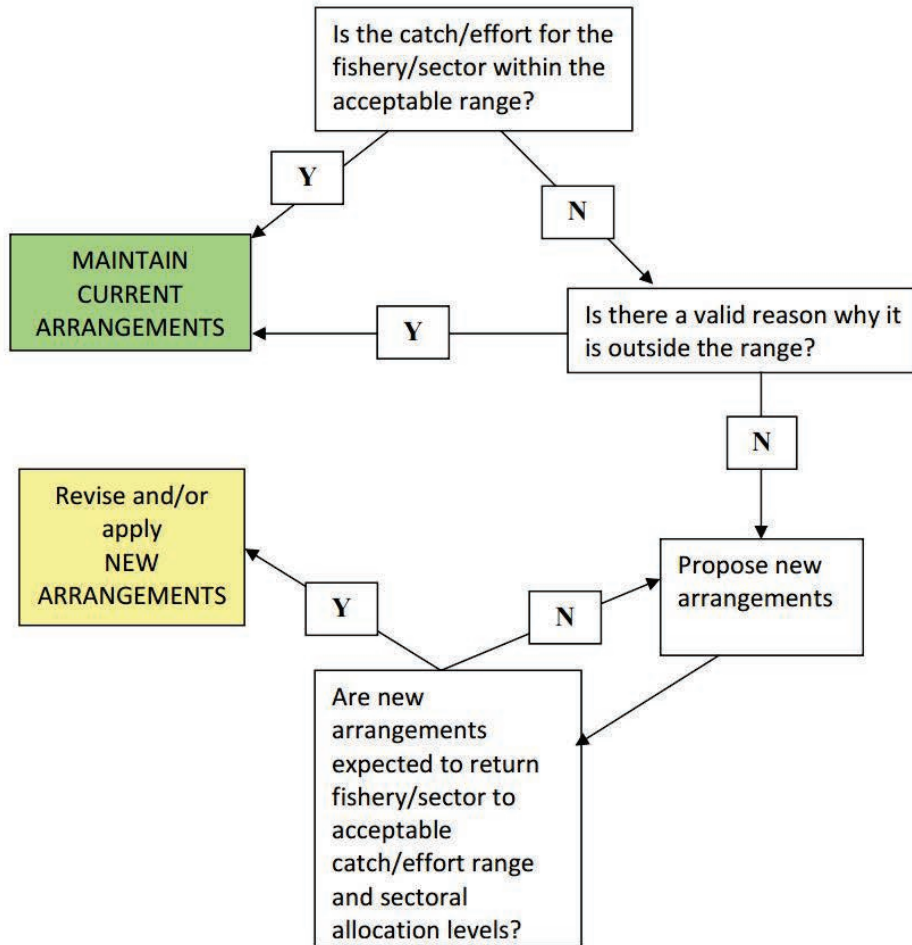 Is the catch/effort for the
fishery/sector within the
acceptable range?
Y
N
MAINTAIN
CURRENT
ARRANGEMENTS
Y
Is there a valid reason why it
is outside the range?
N
Revise and/or
apply
NEW
ARRANGEMENTS
Propose new
arrangements
Y
N
Are new
arrangements
expected to return
fishery/sector to
acceptable
catch/effort range
and sectoral
allocation levels?